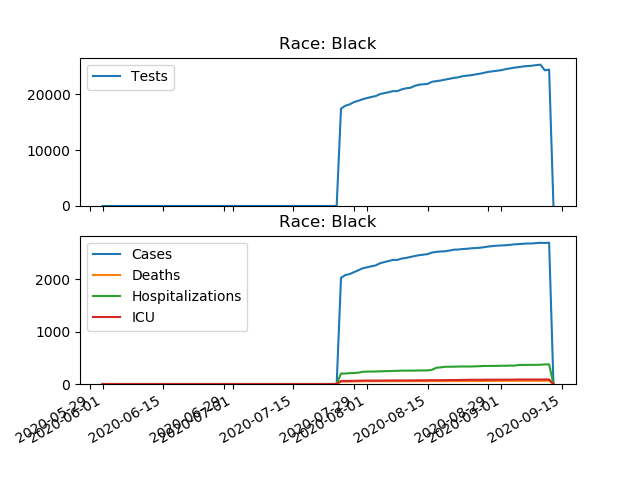 Race: Black
Tests
20000
10000
0
Race: Black
Cases
Deaths
Hospitalizations
ICU
2000
1000
0
2020-05-29
2020-06-01
2020-06-15
2020-06-29
2020-07-01
2020-07-15
2020-07-29
2020-08-01
2020-08-15
2020-08-29
2020-09-01
2020-09-15